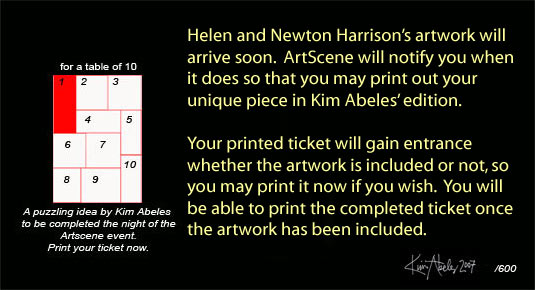 for a table of 10
1 2 3
4 5
6 7
10
8 9
A puzzling idea by Kim Abeles
to be completed the night of the
Artscene event.
Print your ticket now.
Helen and Newton Harrison's artwork will
arrive soon. ArtScene will notify you when
it does so that you may print out your
unique piece in Kim Abeles' edition.
Your printed ticket will gain entrance
whether the artwork is included or not, so
you may print it now if you wish. You will
be able to print the completed ticket once
the artwork has been included.
Kim Abeles 2007
/600